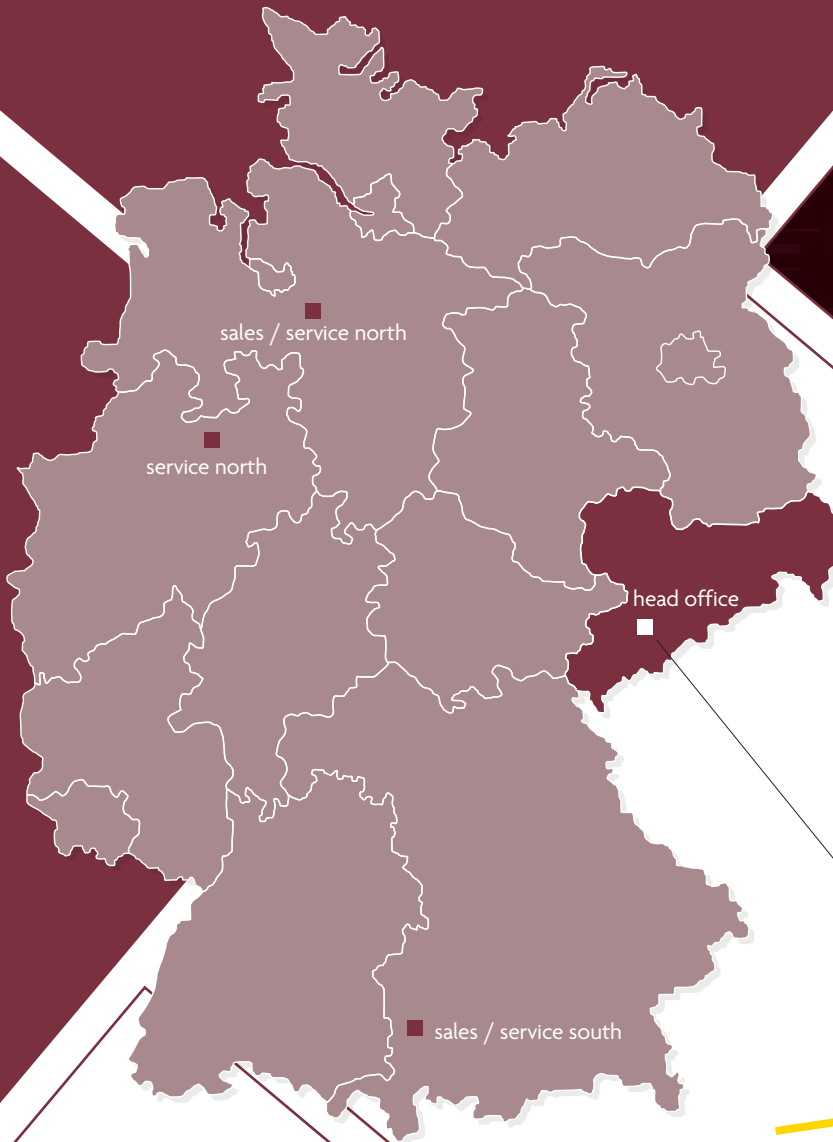 sales / service north
service north
head office
sales / service south